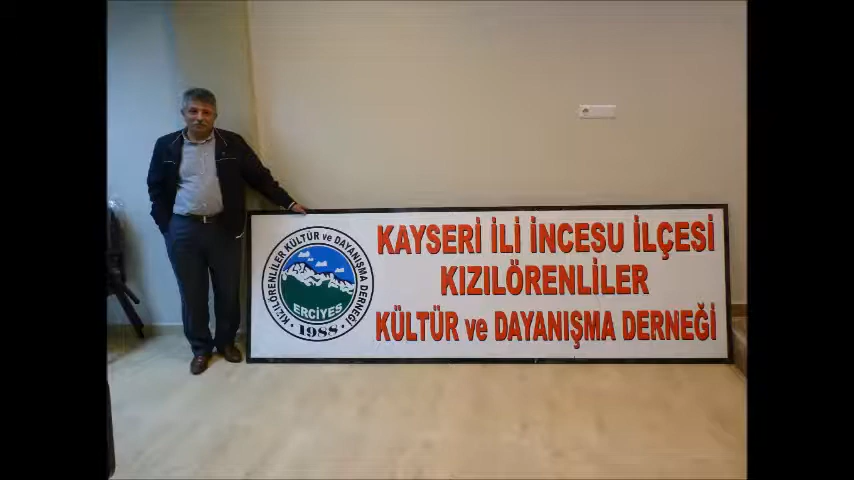 KAYSERİ İLİ İNCESU İLÇESİ
KIZILÖRENLİLER
KÜLTÜR ve DAYANIŞMA DERNEĞİ
KIZILÖRENLİLER KÜLTÜR ve DAYANIŞMA DERNEĞİ
ERCİYES
• 1988 •